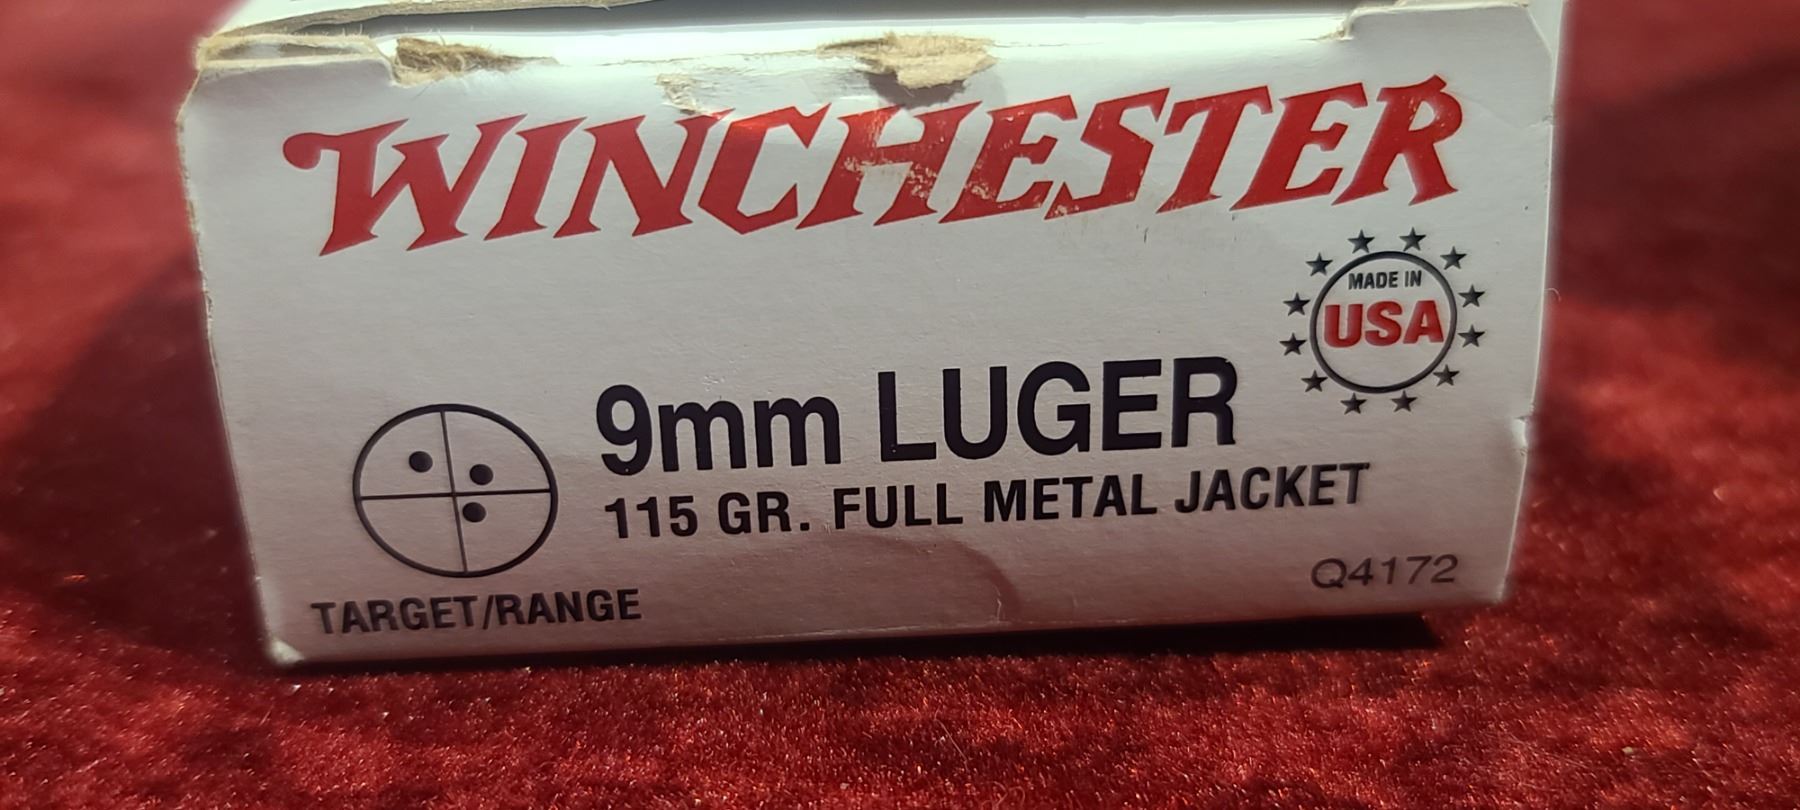 WINCHESTER
MADE IN
USA
9mm LUGER
115 GR. FULL METAL JACKET
Q4172
TARGET/RANGE